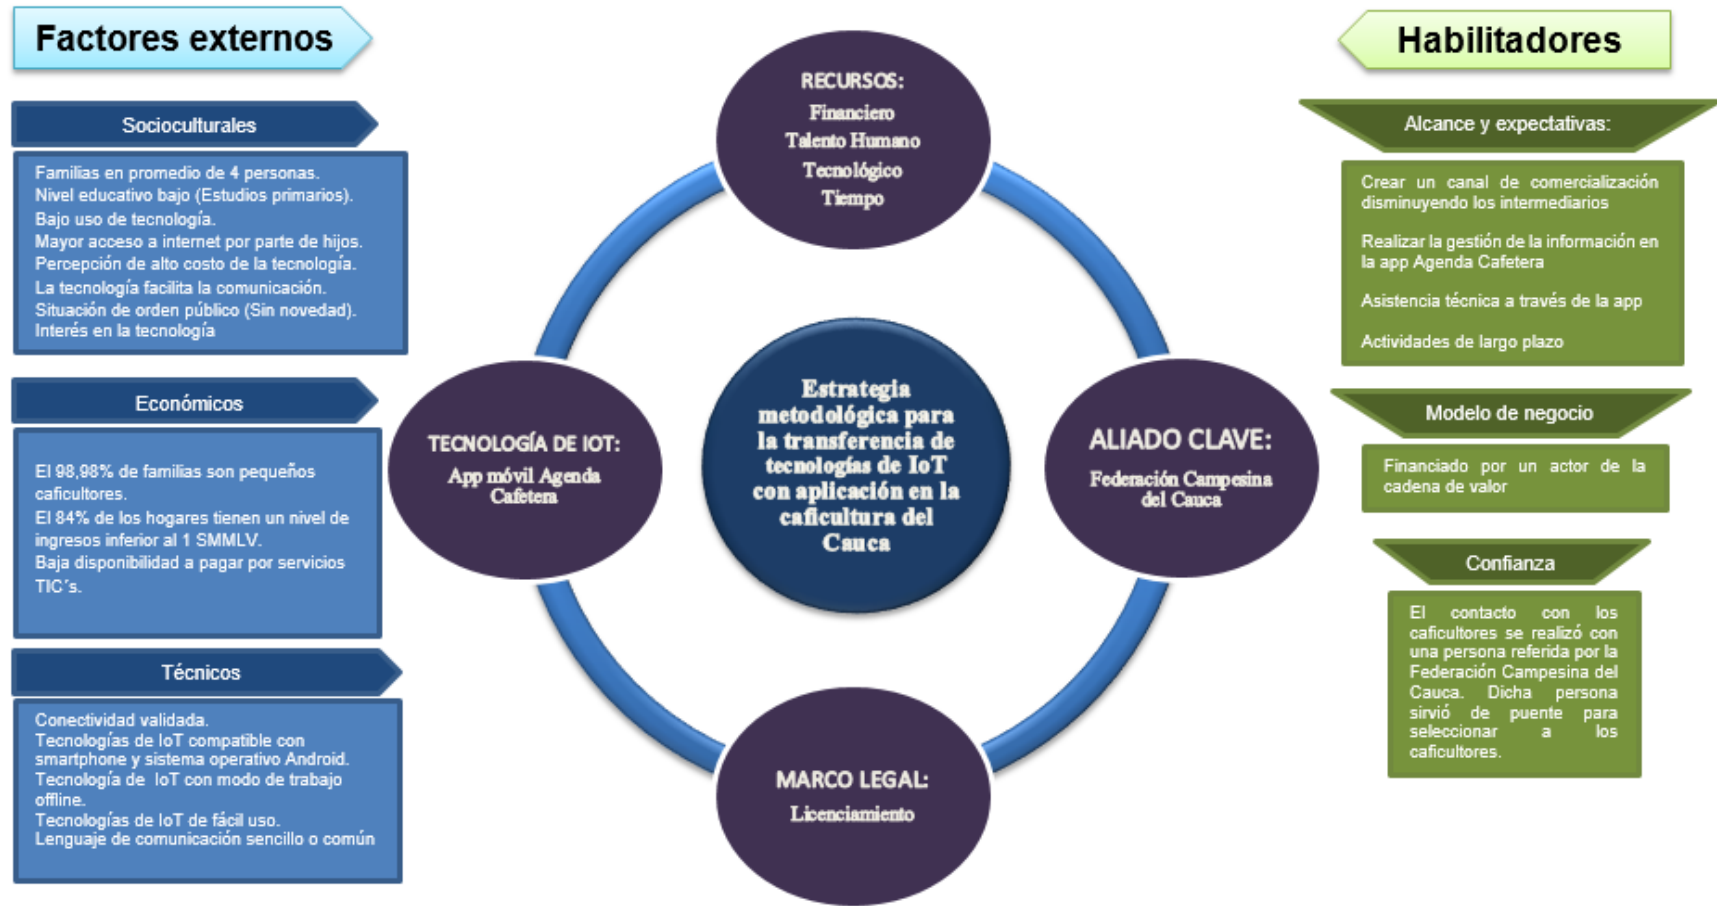 Factores externos
Socioculturales
Familias en promedio de 4 personas.
Nivel educativo bajo (Estudios primarios).
Bajo uso de tecnología.
Mayor acceso a internet por parte de hijos.
Percepción de alto costo de la tecnología.
La tecnología facilita la comunicación.
Situación de orden público (Sin novedad).
Interés en la tecnología
Económicos
El 98,98% de familias son pequeños
caficultores.
El 84% de los hogares tienen un nivel de
ingresos inferior al 1 SMMLV.
Baja disponibilidad a pagar por servicios
TIC´s.
Técnicos
Conectividad validada.
Tecnologías de IoT compatible con
smartphone y sistema operativo Android.
Tecnología de IoT con modo de trabajo
offline.
Tecnologías de IoT de fácil uso.
Lenguaje de comunicación sencillo o común
RECURSOS:
Financiero
Talento Humano
Tecnológico
Tiempo
TECNOLOGÍA DE IOT:
App móvil Agenda
Cafetera
Estrategia
metodológica para
la transferencia de
tecnologías de IoT
con aplicación en la
caficultura del
Cauca
ALIADO CLAVE:
Federación Campesina
del Cauca
MARCO LEGAL:
Licenciamiento
Habilitadores
Alcance y expectativas:
Crear un canal de comercialización
disminuyendo los intermediarios
Realizar la gestión de la información en
la app Agenda Cafetera
Asistencia técnica a través de la app
Actividades de largo plazo
Modelo de negocio
Financiado por un actor de la
cadena de valor
Confianza
El contacto con los
caficultores se realizó con
una persona referida por la
Federación Campesina del
Cauca. Dicha persona
sirvió de puente para
seleccionar a los
caficultores.